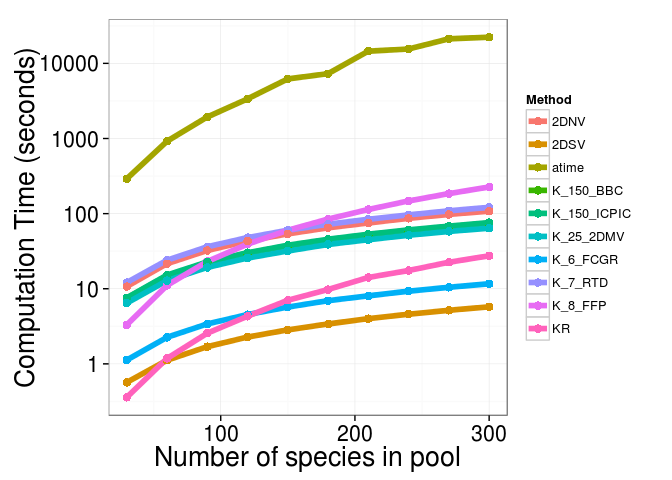 Computation Time (seconds)
10000
1000
100
10
1
100
200
300
Number of species in pool
Method
2DNV
2DSV
atime
K_150_BBC
K_150_ICPIC
K_25_2DMV
K_6_FCGR
K_7_RTD
K_8_FFP
KR